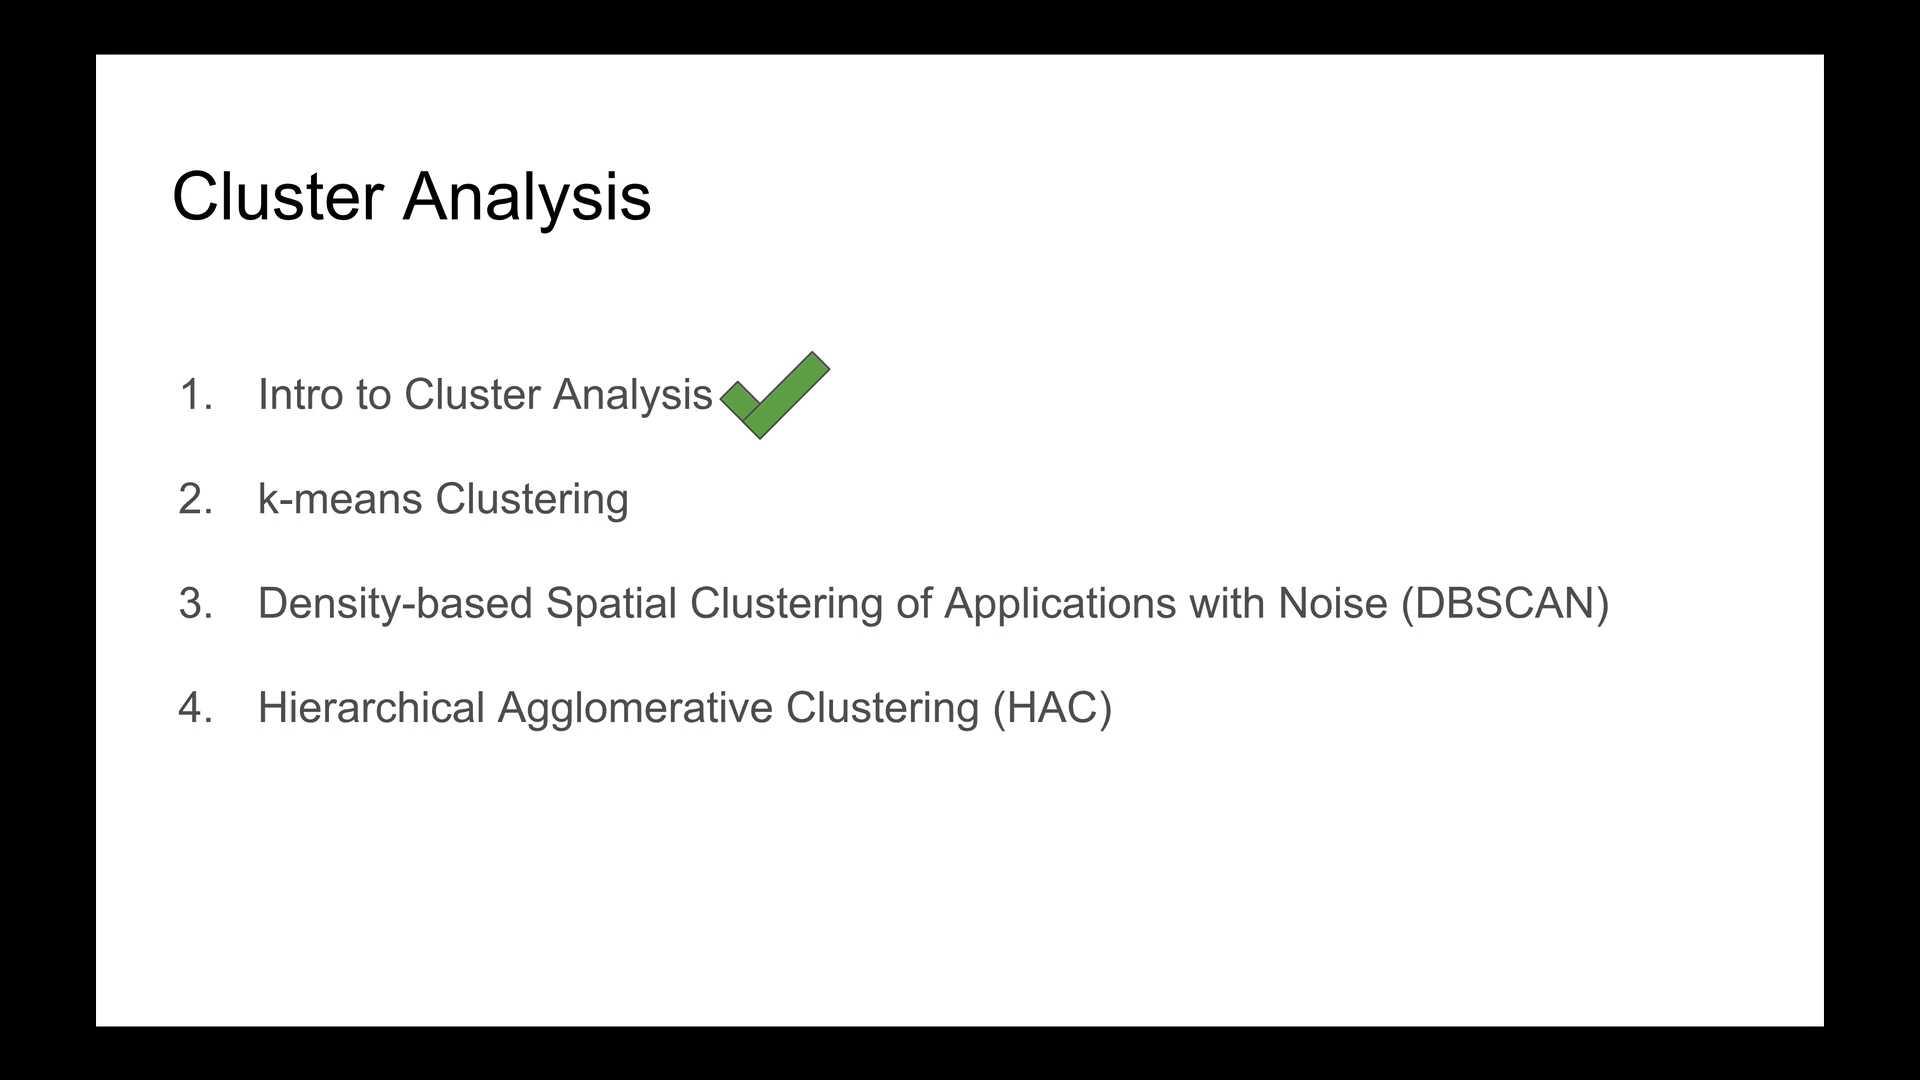 Cluster Analysis
1. Intro to Cluster Analysis
2. k-means Clustering
3. Density-based Spatial Clustering of Applications with Noise (DBSCAN)
4. Hierarchical Agglomerative Clustering (HAC)